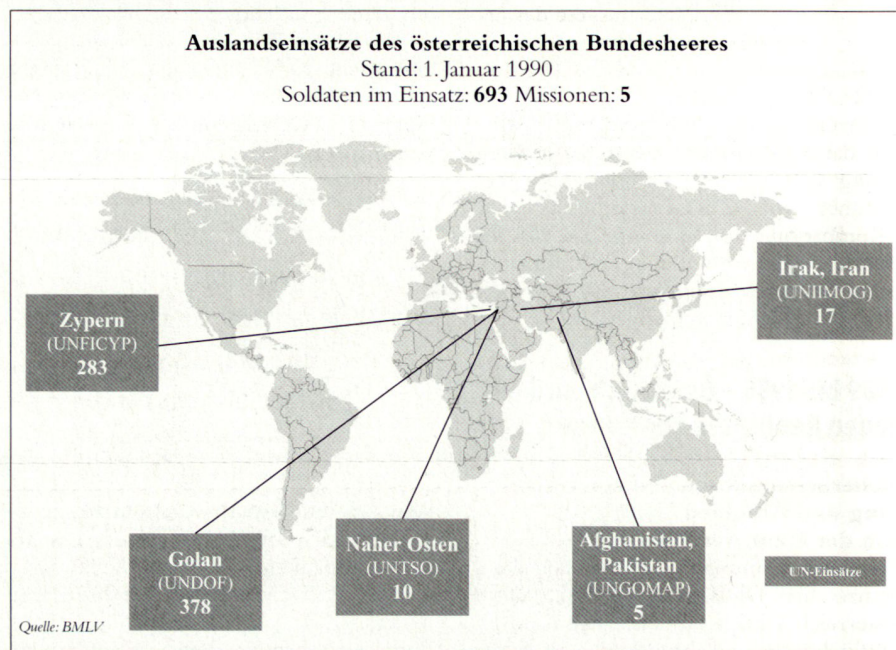 Auslandseinsätze des österreichischen Bundesheeres
Stand: 1. Januar 1990
Soldaten im Einsatz: 693 Missionen: 5
Irak, Iran
(UNIIMOG)
17
Zypern
(UNFICYP)
283
Golan
(UNDOF)
378
Naher Osten
(UNTSO)
10
Afghanistan,
Pakistan
(UNGOMAP)
5
UN-Einsätze
Quelle: BMLV